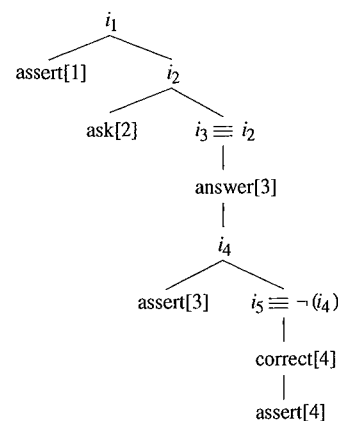 i₁
assert[1] i₂
ask[2} i₃ ≡ i₂
answer[3]
i₄
assert[3] i₅ ≡ ¬(i₄)
correct[4]
assert[4]